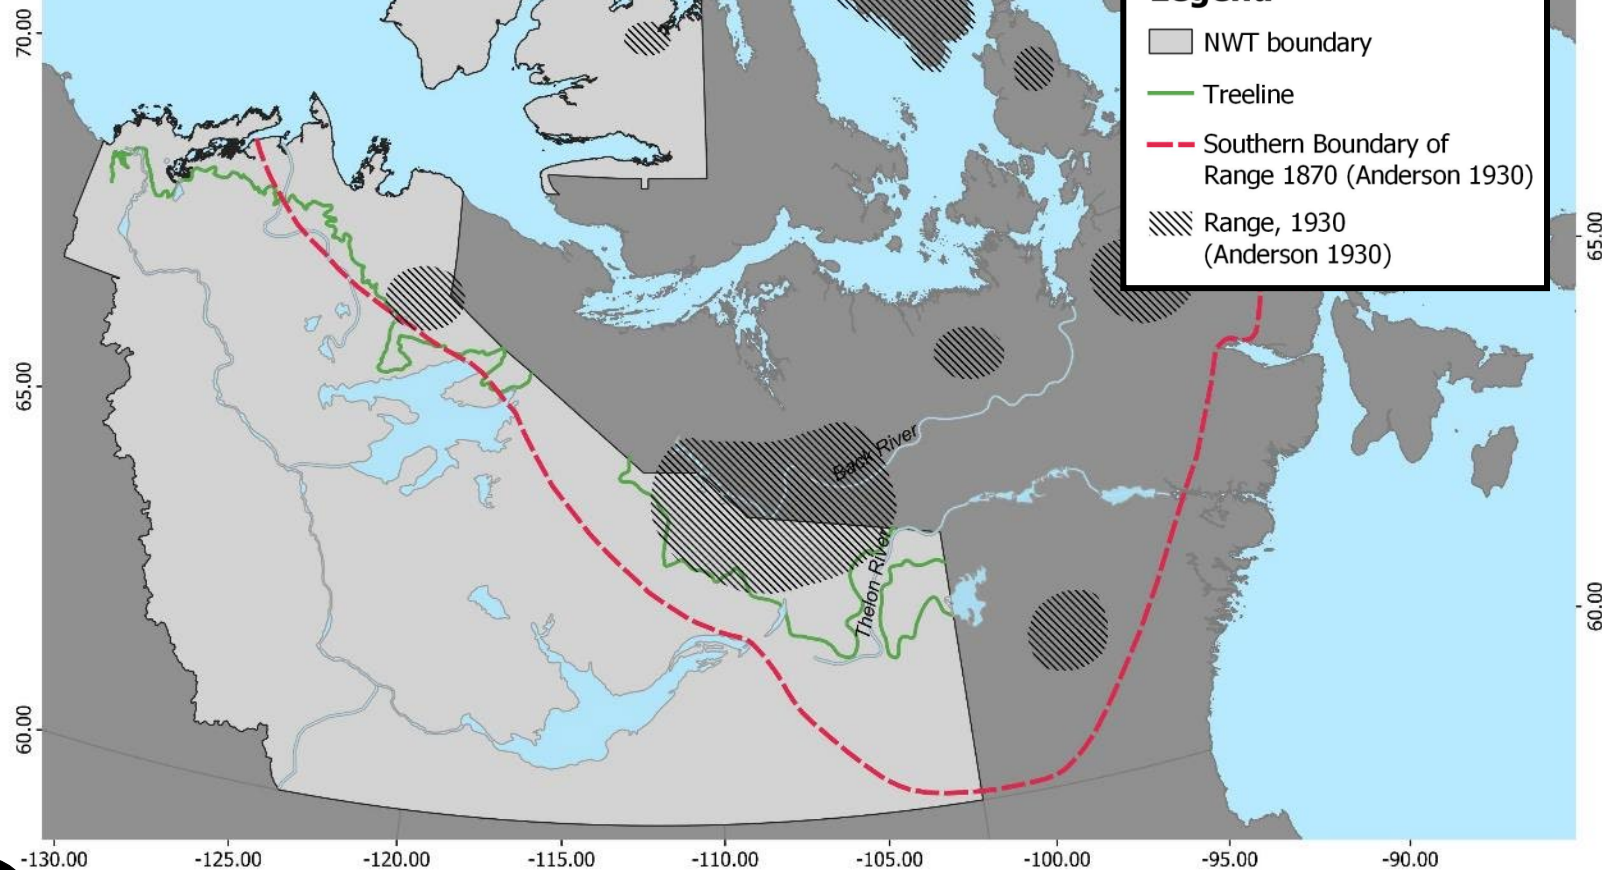 Legend
NWT boundary
Treeline
Southern Boundary of
Range 1870 (Anderson 1930)
Range, 1930
(Anderson 1930)
70.00
65.00
60.00
65.00
60.00
Back River
Thelon River
-130.00
-125.00
-120.00
-115.00
-110.00
-105.00
-100.00
-95.00
-90.00